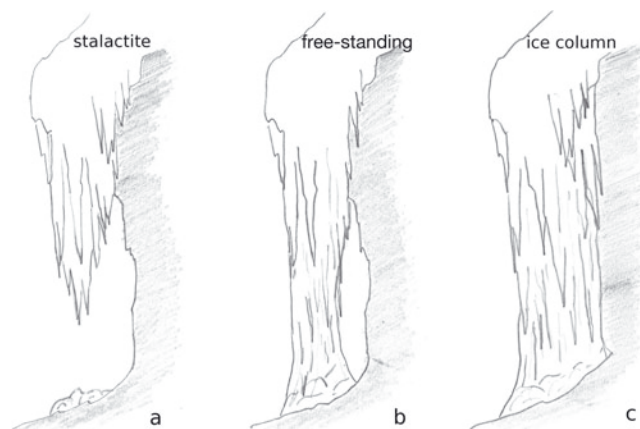 stalactite
free-standing
ice column
a
b
c